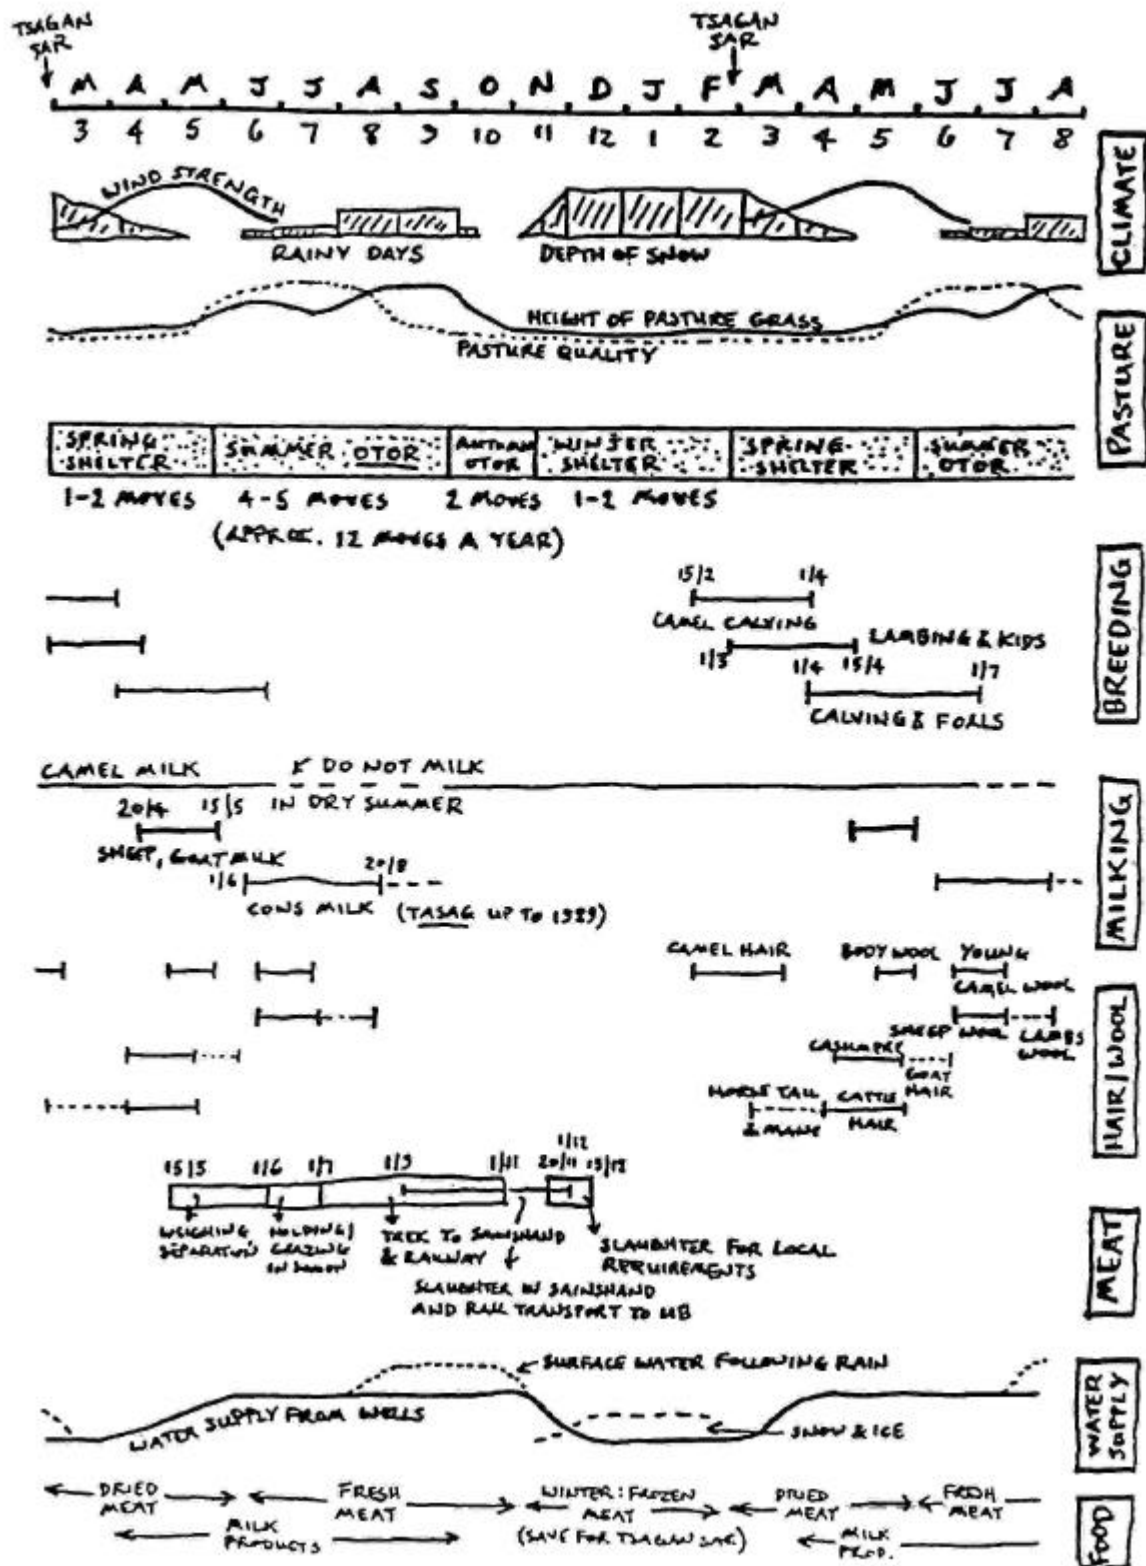 TSAGAN SAR
TSAGAN SAR
M A M J J A S O N D J F M A M J J A
3 4 5 6 7 8 9 10 11 12 1 2 3 4 5 6 7 8
CLIMATE
WIND STRENGTH
RAINY DAYS
DEPTH OF SNOW
PASTURE
HEIGHT OF PASTURE GRASS
PASTURE QUALITY
SPRING SHELTER
SUMMER OTOR
AUTUMN OTOR
WINTER SHELTER
SPRING SHELTER
SUMMER OTOR
1-2 MOVES 4-5 MOVES 2 MOVES 1-2 MOVES
(APPROX. 12 MOVES A YEAR)
BREEDING
15/2 1/4
CAMEL CALVING
LAMBING & KIDS
1/3 1/4 15/4 1/7
CALVING & FOALS
MILKING
CAMEL MILK
DO NOT MILK
IN DRY SUMMER
20/4 15/5
SHEEP, GOAT MILK
1/6 20/8
COWS MILK (TASAG UP TO 1989)
HAIR/WOOL
CAMEL HAIR
BODY WOOL
YOUNG
CAMEL WOOL
SHEEP WOOL
LAMBS WOOL
CASHMERE
GOAT HAIR
HORSE TAIL & MANE
CATTLE HAIR
MEAT
15/5 1/6 1/7 1/9 1/11 20/11 1/12
WEIGHING SEPARATION
HOLDING/ GRAZING
TREK TO SAINSHAND & RAILWAY
SLAUGHTER FOR LOCAL REQUIREMENTS
SLAUGHTER IN SAINSHAND
AND RAIL TRANSPORT TO UB
WATER SUPPLY
SURFACE WATER FOLLOWING RAIN
WATER SUPPLY FROM WELLS
SNOW & ICE
FOOD
DRIED MEAT
FRESH MEAT
WINTER: FROZEN MEAT
DRIED MEAT
FRESH MEAT
MILK PRODUCTS
(SAVE FOR TSAGAN SAR)
MILK PROD.